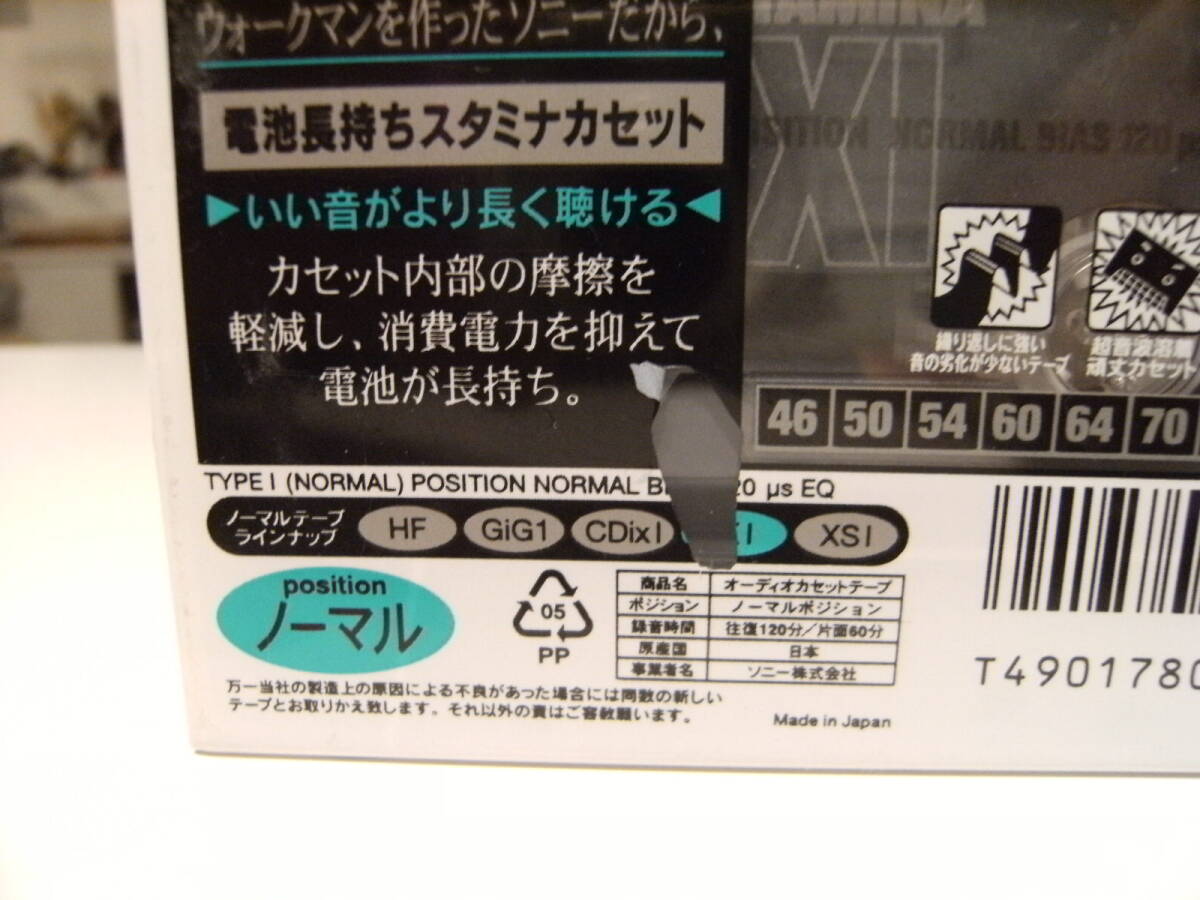 ウォークマンを作ったソニーだから、
電池長持ちスタミナカセット
▶いい音がより長く聴ける◀
カセット内部の摩擦を
軽減し、消費電力を抑えて
電池が長持ち。
XI
NORMAL BIAS 120 μs
繰り返しに強い
音の劣化が少ないテープ
超音波溶着
頑丈カセット
46 50 54 60 64 70
TYPE I (NORMAL) POSITION NORMAL μs EQ
ノーマルテープ
ラインナップ
HF GiG1 CDixI XSI
position
ノーマル
05
PP
商品名 オーディオカセットテープ
ポジション ノーマルポジション
録音時間 往復120分/片面60分
原産国 日本
事業者名 ソニー株式会社
万一当社の製造上の原因による不良があった場合には同数の新しい
テープとお取りかえ致します。それ以外の責はご容赦願います。
Made in Japan
T4901780